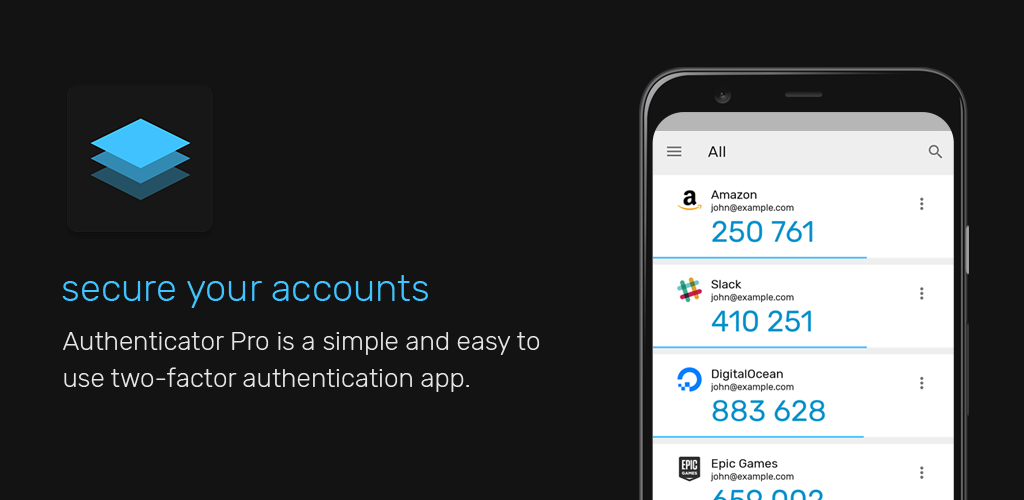 secure your accounts
Authenticator Pro is a simple and easy to
use two-factor authentication app.
All
a
Amazon
john@example.com
250 761
Slack
john@example.com
410 251
DigitalOcean
john@example.com
883 628
EPIC
GAMES
Epic Games
john@example.com
659 002